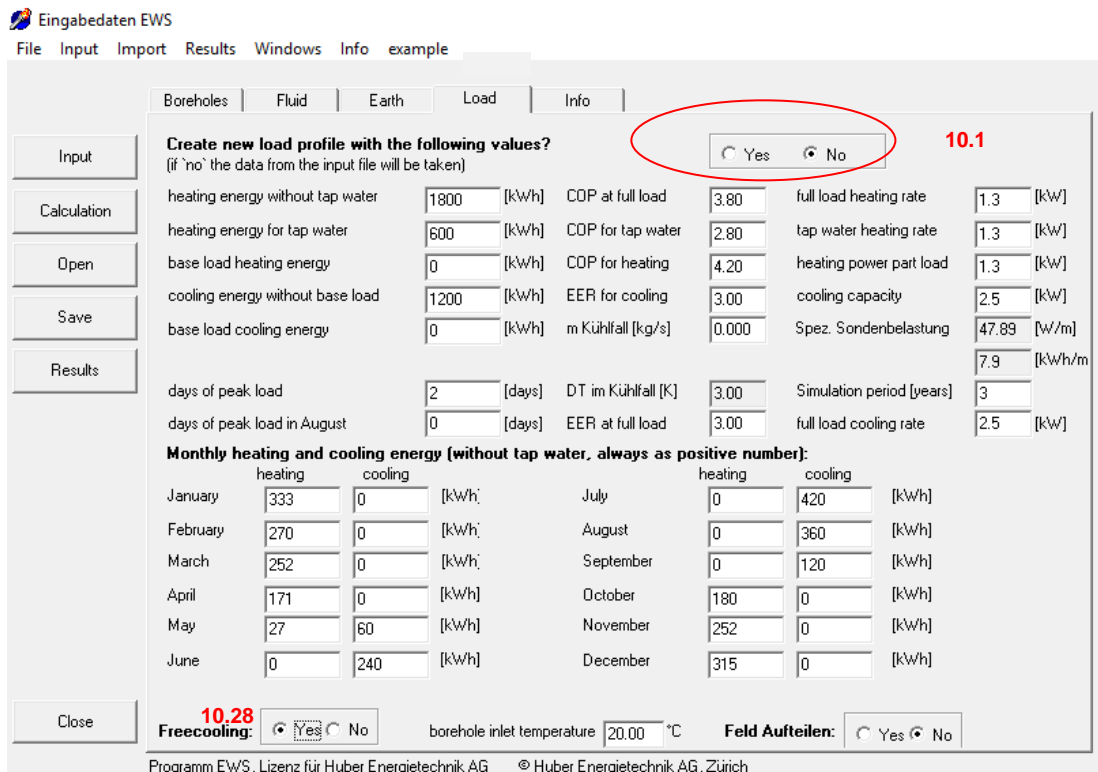 Eingabedaten EWS
File Input Import Results Windows Info example
Boreholes Fluid Earth Load Info
Input
Calculation
Open
Save
Results
Close
Create new load profile with the following values? Yes No 10.1
(if `no` the data from the input file will be taken)
heating energy without tap water 1800 [kWh] COP at full load 3.80 full load heating rate 1.3 [kW]
heating energy for tap water 600 [kWh] COP for tap water 2.80 tap water heating rate 1.3 [kW]
base load heating energy 0 [kWh] COP for heating 4.20 heating power part load 1.3 [kW]
cooling energy without base load 1200 [kWh] EER for cooling 3.00 cooling capacity 2.5 [kW]
base load cooling energy 0 [kWh] m Kühlfall [kg/s] 0.000 Spez. Sondenbelastung 47.89 [W/m]
7.9 [kWh/m
days of peak load 2 [days] DT im Kühlfall [K] 3.00 Simulation period [years] 3
days of peak load in August 0 [days] EER at full load 3.00 full load cooling rate 2.5 [kW]
Monthly heating and cooling energy (without tap water, always as positive number):
heating cooling heating cooling
January 333 0 [kWh] July 0 420 [kWh]
February 270 0 [kWh] August 0 360 [kWh]
March 252 0 [kWh] September 0 120 [kWh]
April 171 0 [kWh] October 180 0 [kWh]
May 27 60 [kWh] November 252 0 [kWh]
June 0 240 [kWh] December 315 0 [kWh]
10.28
Freecooling: Yes No borehole inlet temperature 20.00 °C Feld Aufteilen: Yes No
Programm EWS, Lizenz für Huber Energietechnik AG © Huber Energietechnik AG, Zürich